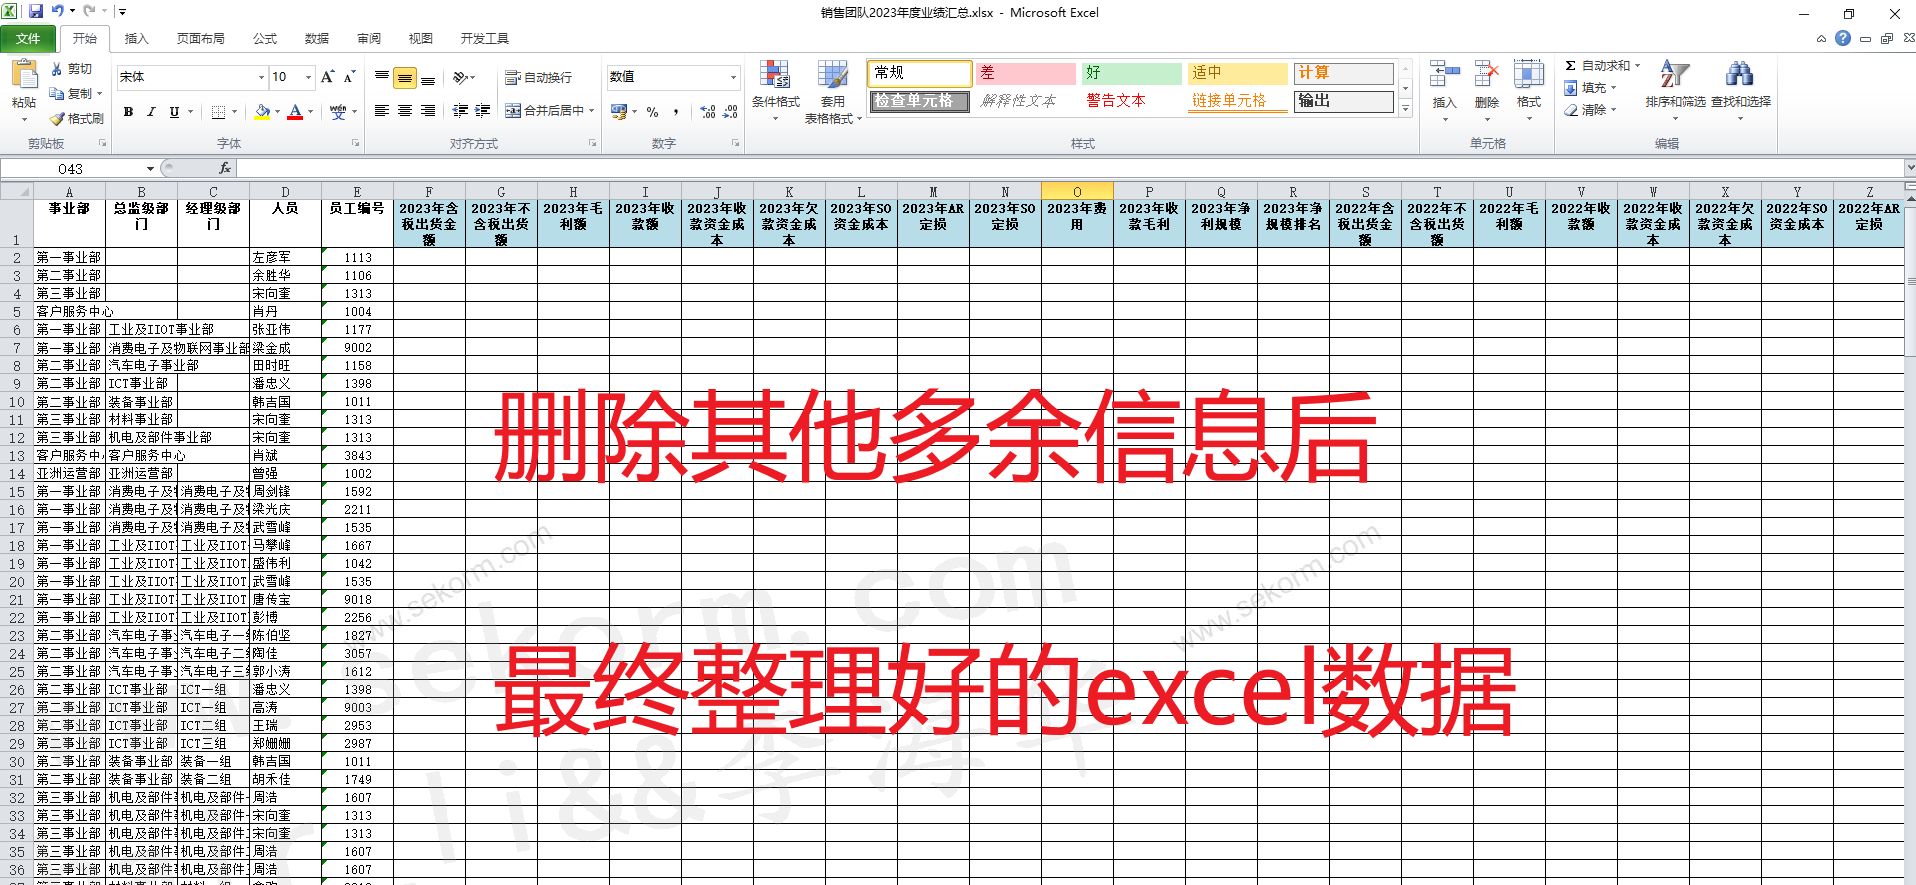 销售团队2023年度业绩汇总.xlsx - Microsoft Excel
文件 开始 插入 页面布局 公式 数据 审阅 视图 开发工具
剪切 宋体 10 自动换行 数值 常规 差 好 适中 计算 自动求和
粘贴 复制 条件格式 套用 插入 删除 格式 填充 排序和筛选 查找和选择
格式刷 合并后居中 表格格式 检查单元格 解释性文本 警告文本 链接单元格 输出 清除
剪贴板 字体 对齐方式 数字 样式 单元格 编辑
O43 fx
A B C D E F G H I J K L M N O P Q R S T U V W X Y Z
1 事业部 总监级部门 经理级部门 人员 员工编号 2023年含税出货金额 2023年不含税出货额 2023年毛利额 2023年收款额 2023年收款资金成本 2023年欠款资金成本 2023年SO资金成本 2023年AR定损 2023年SO定损 2023年费用 2023年收款毛利 2023年净利规模 2023年净规模排名 2022年含税出货金额 2022年不含税出货额 2022年毛利额 2022年收款额 2022年收款资金成本 2022年欠款资金成本 2022年SO资金成本 2022年AR定损
2 第一事业部 左彦军 1113
3 第二事业部 余胜华 1106
4 第三事业部 宋向奎 1313
5 客户服务中心 肖丹 1004
6 第一事业部 工业及IIOT事业部 张亚伟 1177
7 第一事业部 消费电子及物联网事业部 梁金成 9002
8 第二事业部 汽车电子事业部 田时旺 1158
9 第二事业部 ICT事业部 潘忠义 1398
10 第二事业部 装备事业部 韩吉国 1011
11 第三事业部 材料事业部 宋向奎 1313
12 第三事业部 机电及部件事业部 宋向奎 1313
13 客户服务中 客户服务中心 肖斌 3843
14 亚洲运营部 亚洲运营部 曾强 1002
15 第一事业部 消费电子及 消费电子及 周剑锋 1592
16 第一事业部 消费电子及 消费电子及 梁光庆 2211
17 第一事业部 消费电子及 消费电子及 武雪峰 1535
18 第一事业部 工业及IIOT 工业及IIOT 马攀峰 1667
19 第一事业部 工业及IIOT 工业及IIOT 盛伟利 1042
20 第一事业部 工业及IIOT 工业及IIOT 武雪峰 1535
21 第一事业部 工业及IIOT 工业及IIOT 唐传宝 9018
22 第一事业部 工业及IIOT 工业及IIOT 彭博 2256
23 第二事业部 汽车电子事 汽车电子一 陈伯坚 1827
24 第二事业部 汽车电子事 汽车电子二 陶佳 3057
25 第二事业部 汽车电子事 汽车电子三 郭小涛 1612
26 第二事业部 ICT事业部 ICT一组 潘忠义 1398
27 第二事业部 ICT事业部 ICT一组 高涛 9003
28 第二事业部 ICT事业部 ICT二组 王瑞 2953
29 第二事业部 ICT事业部 ICT三组 郑姗姗 2987
30 第二事业部 装备事业部 装备一组 韩吉国 1011
31 第二事业部 装备事业部 装备二组 胡禾佳 1749
32 第三事业部 机电及部件 机电及部件 周浩 1607
33 第三事业部 机电及部件 机电及部件 宋向奎 1313
34 第三事业部 机电及部件 机电及部件 宋向奎 1313
35 第三事业部 机电及部件 机电及部件 周浩 1607
36 第三事业部 机电及部件 机电及部件 周浩 1607
删除其他多余信息后
最终整理好的excel数据
www.sekorm.com
www.sekorm.com
sekorm.com
li&&李海华